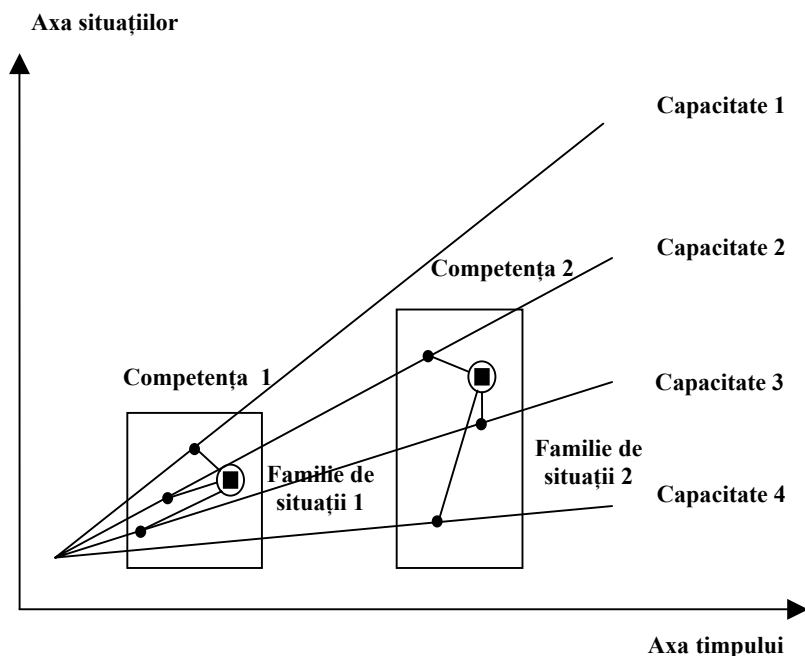 Axa situațiilor
Capacitate 1
Capacitate 2
Competența 2
Competența 1
Capacitate 3
Familie de
situații 1
Familie de
situații 2
Capacitate 4
Axa timpului